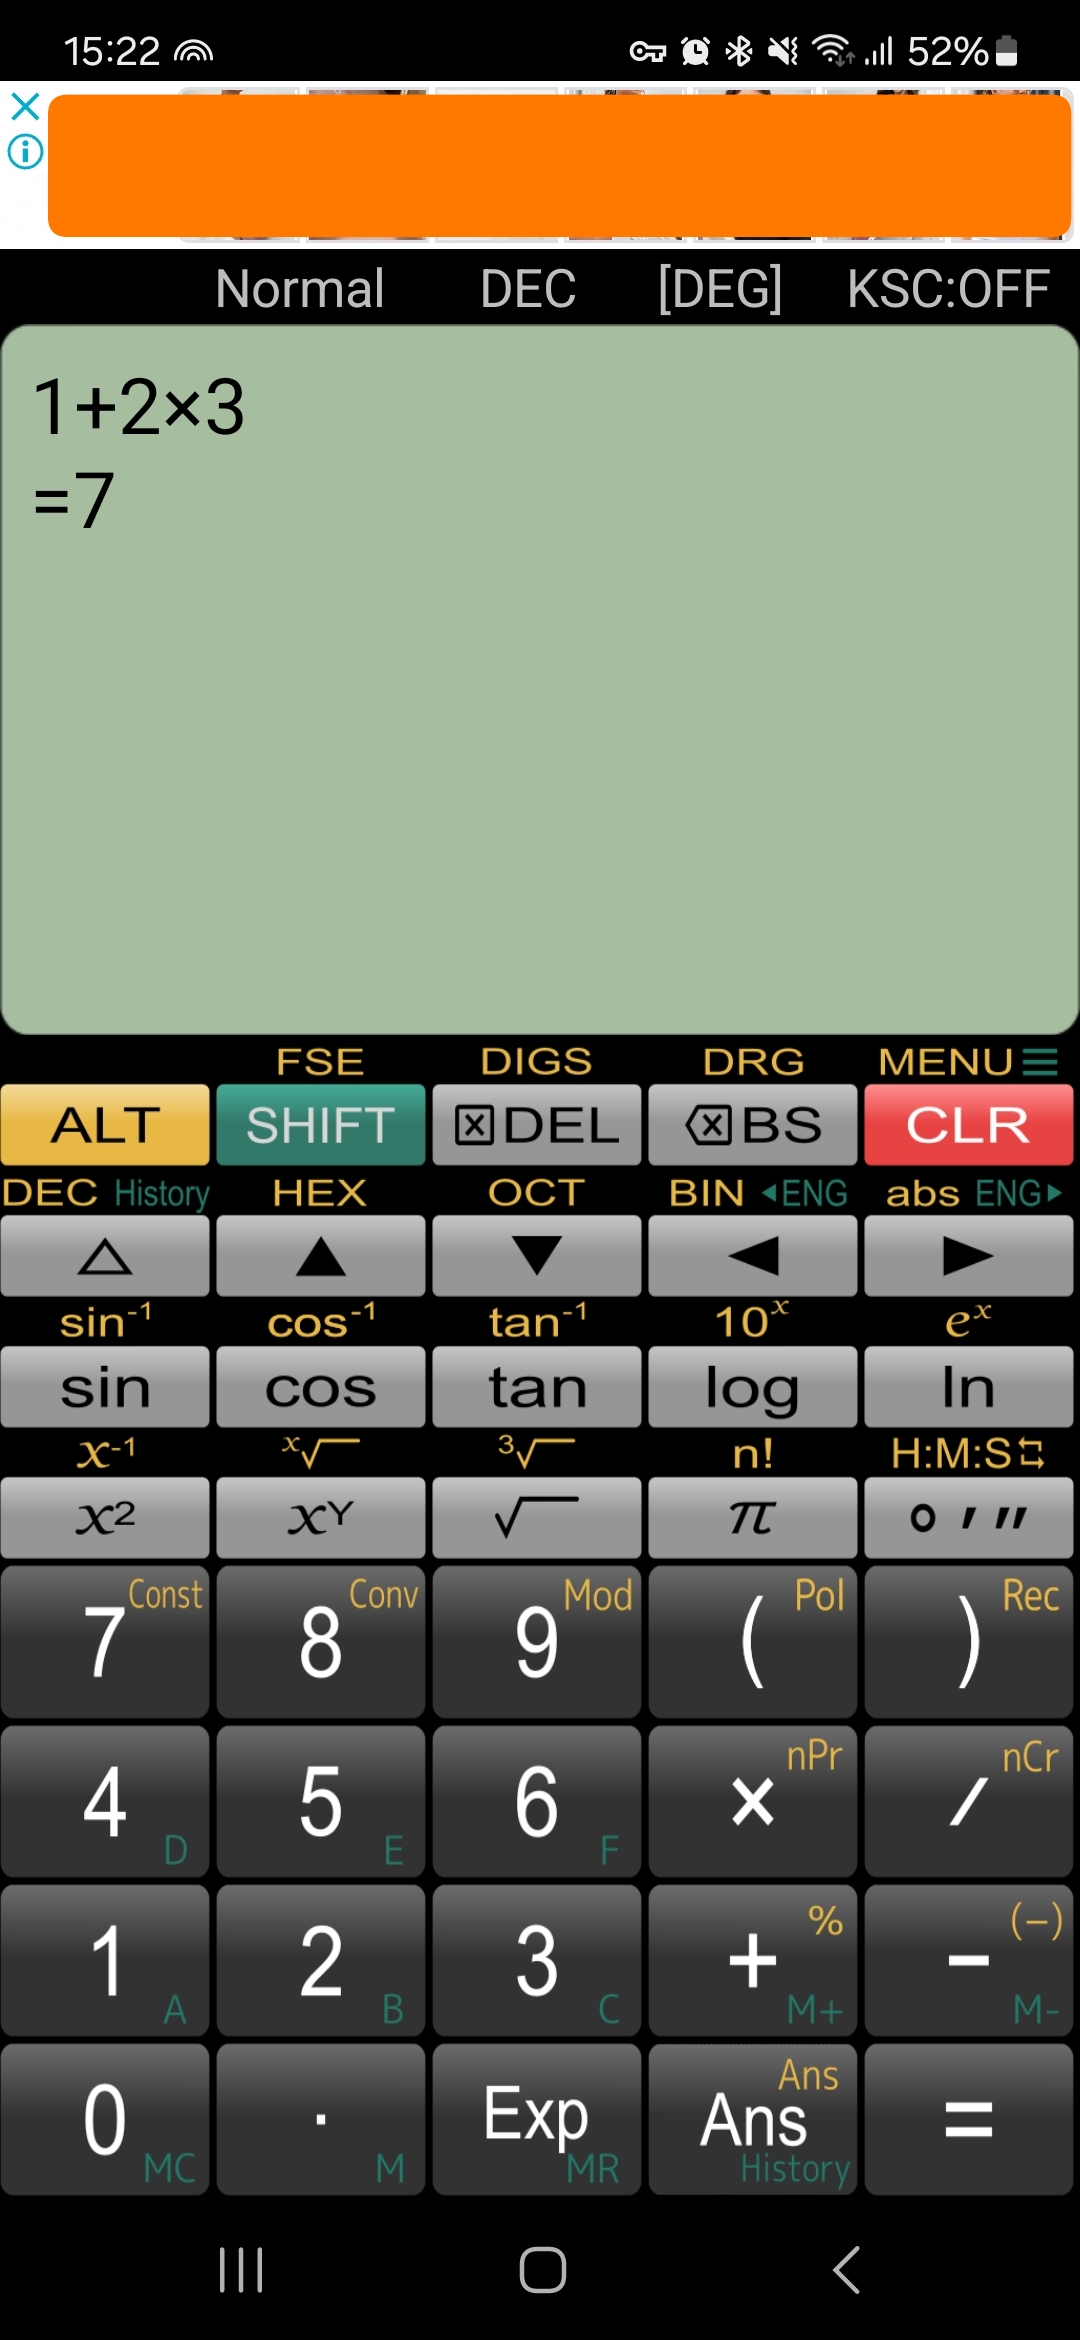 15:22 52%
Normal DEC [DEG] KSC:OFF
1+2×3
=7
FSE DIGS DRG MENU
ALT SHIFT DEL BS CLR
DEC History HEX OCT BIN ◂ENG abs ENG▸
△ ▲ ▼ ◀ ▶
sin⁻¹ cos⁻¹ tan⁻¹ 10ˣ eˣ
sin cos tan log ln
x⁻¹ ˣ√ ³√ n! H:M:S
x² xʸ √ π ° ′ ″
Const Conv Mod Pol Rec
7 8 9 ( )
nPr nCr
4 5 6 × /
D E F
% (−)
1 2 3 + −
A B C M+ M-
Ans
0 . Exp Ans =
MC M MR History